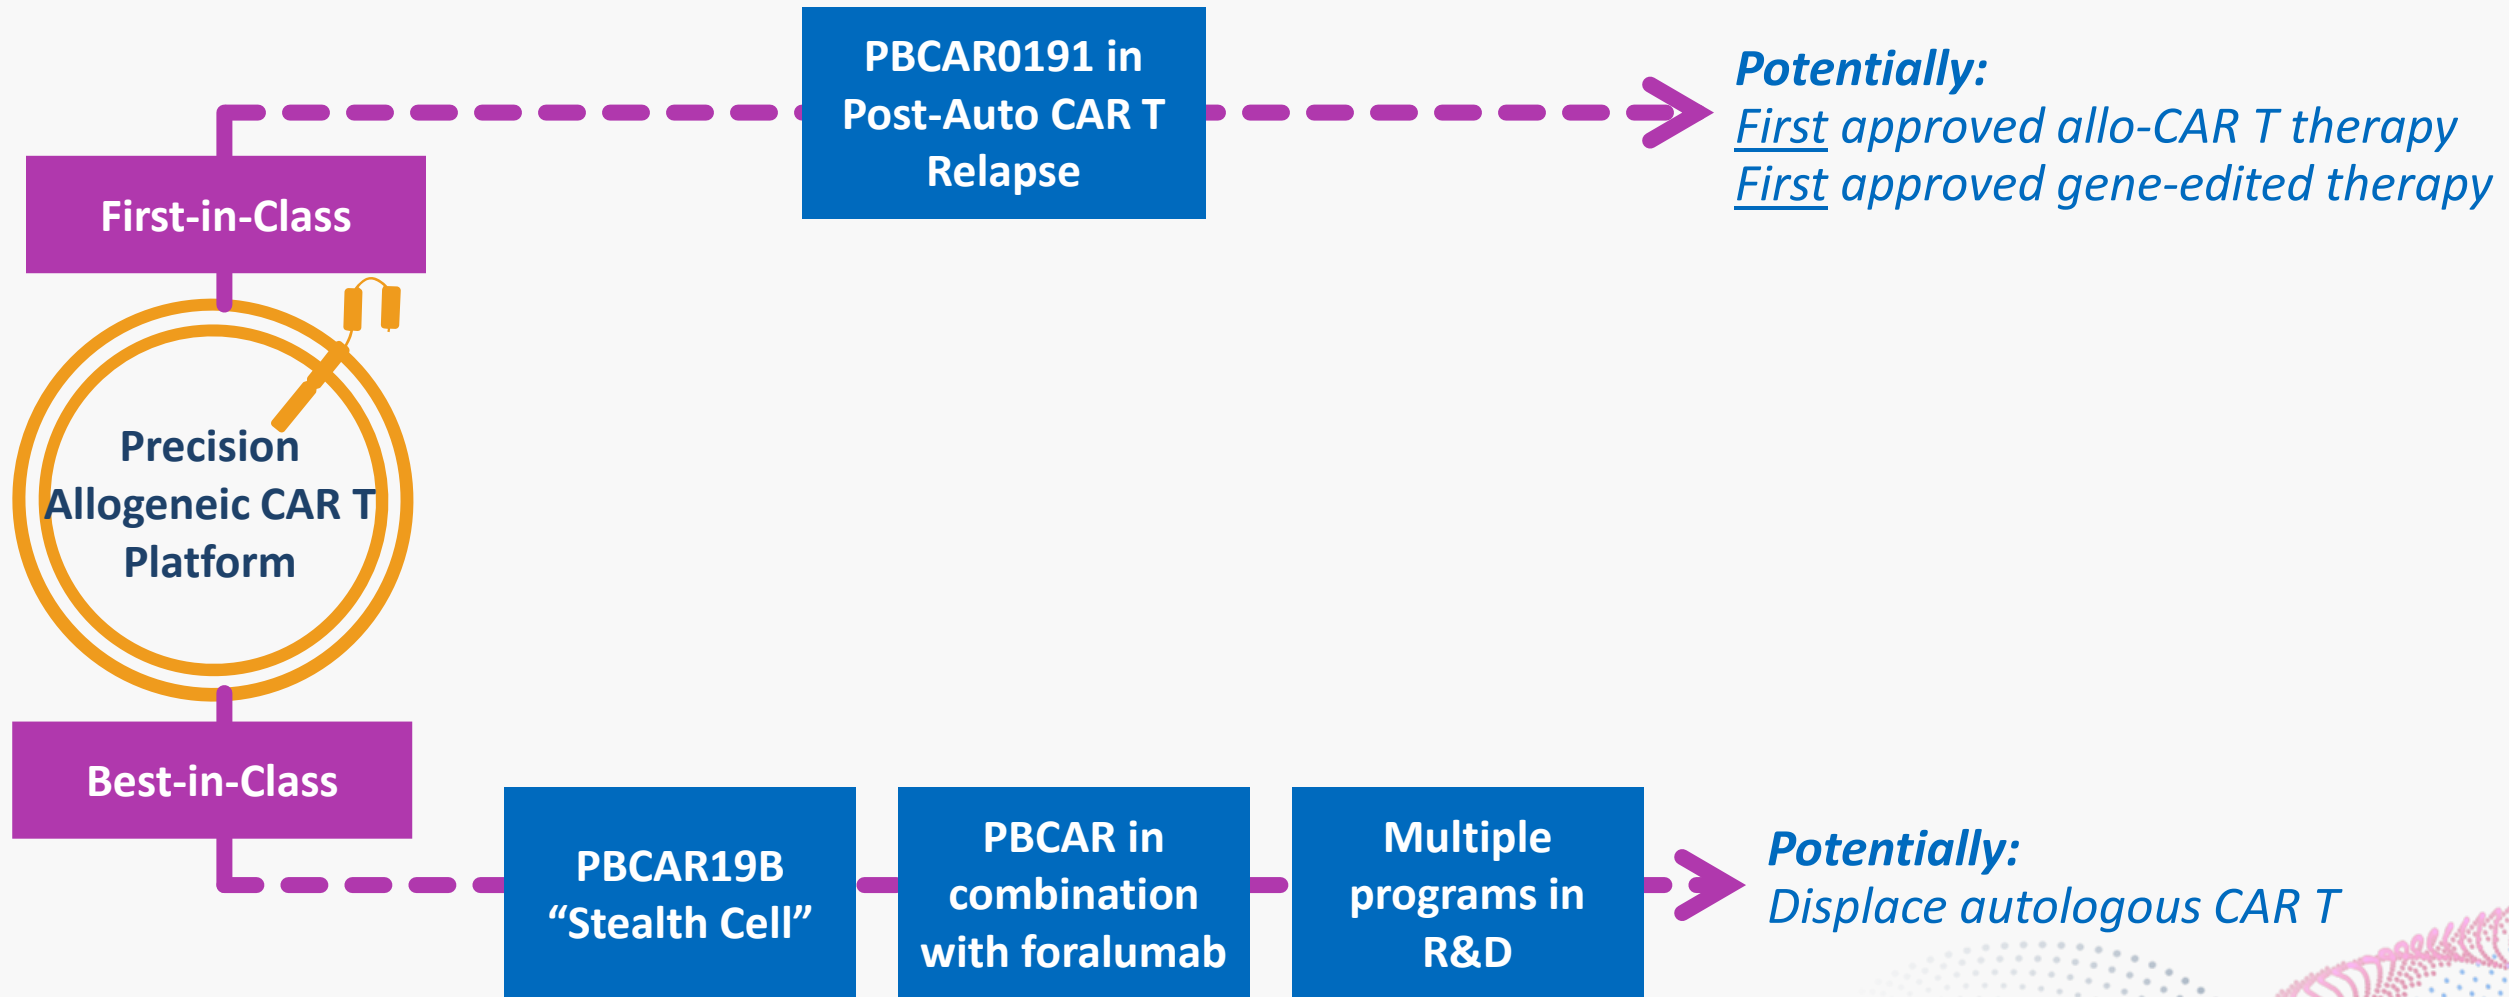 PBCAR0191 in
Post-Auto CAR T
Relapse
Potentially:
First approved allo-CAR T therapy
First approved gene-edited therapy
First-in-Class
Precision
Allogeneic CAR T
Platform
Best-in-Class
PBCAR19B
“Stealth Cell”
PBCAR in
combination
with foralumab
Multiple
programs in
R&D
Potentially:
Displace autologous CAR T